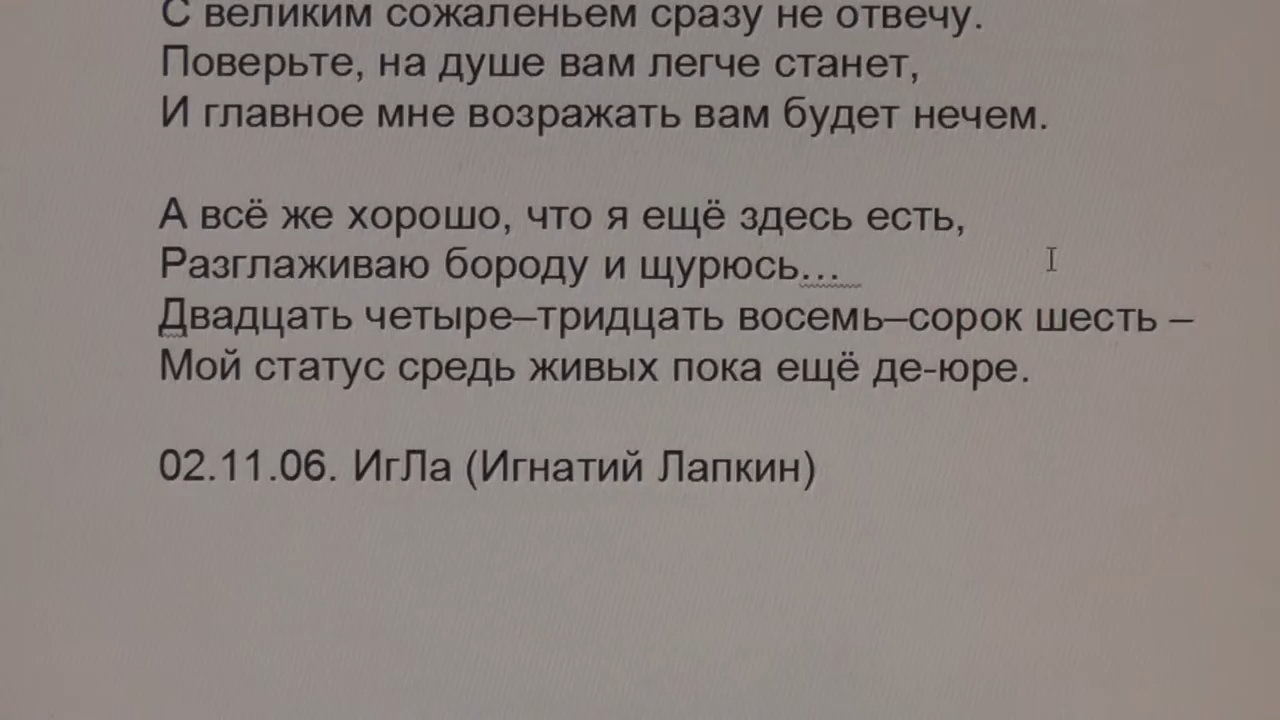 С великим сожаленьем сразу не отвечу.
Поверьте, на душе вам легче станет,
И главное мне возражать вам будет нечем.
А всё же хорошо, что я ещё здесь есть,
Разглаживаю бороду и щурюсь...
Двадцать четыре–тридцать восемь–сорок шесть –
Мой статус средь живых пока ещё де-юре.
02.11.06. ИгЛа (Игнатий Лапкин)